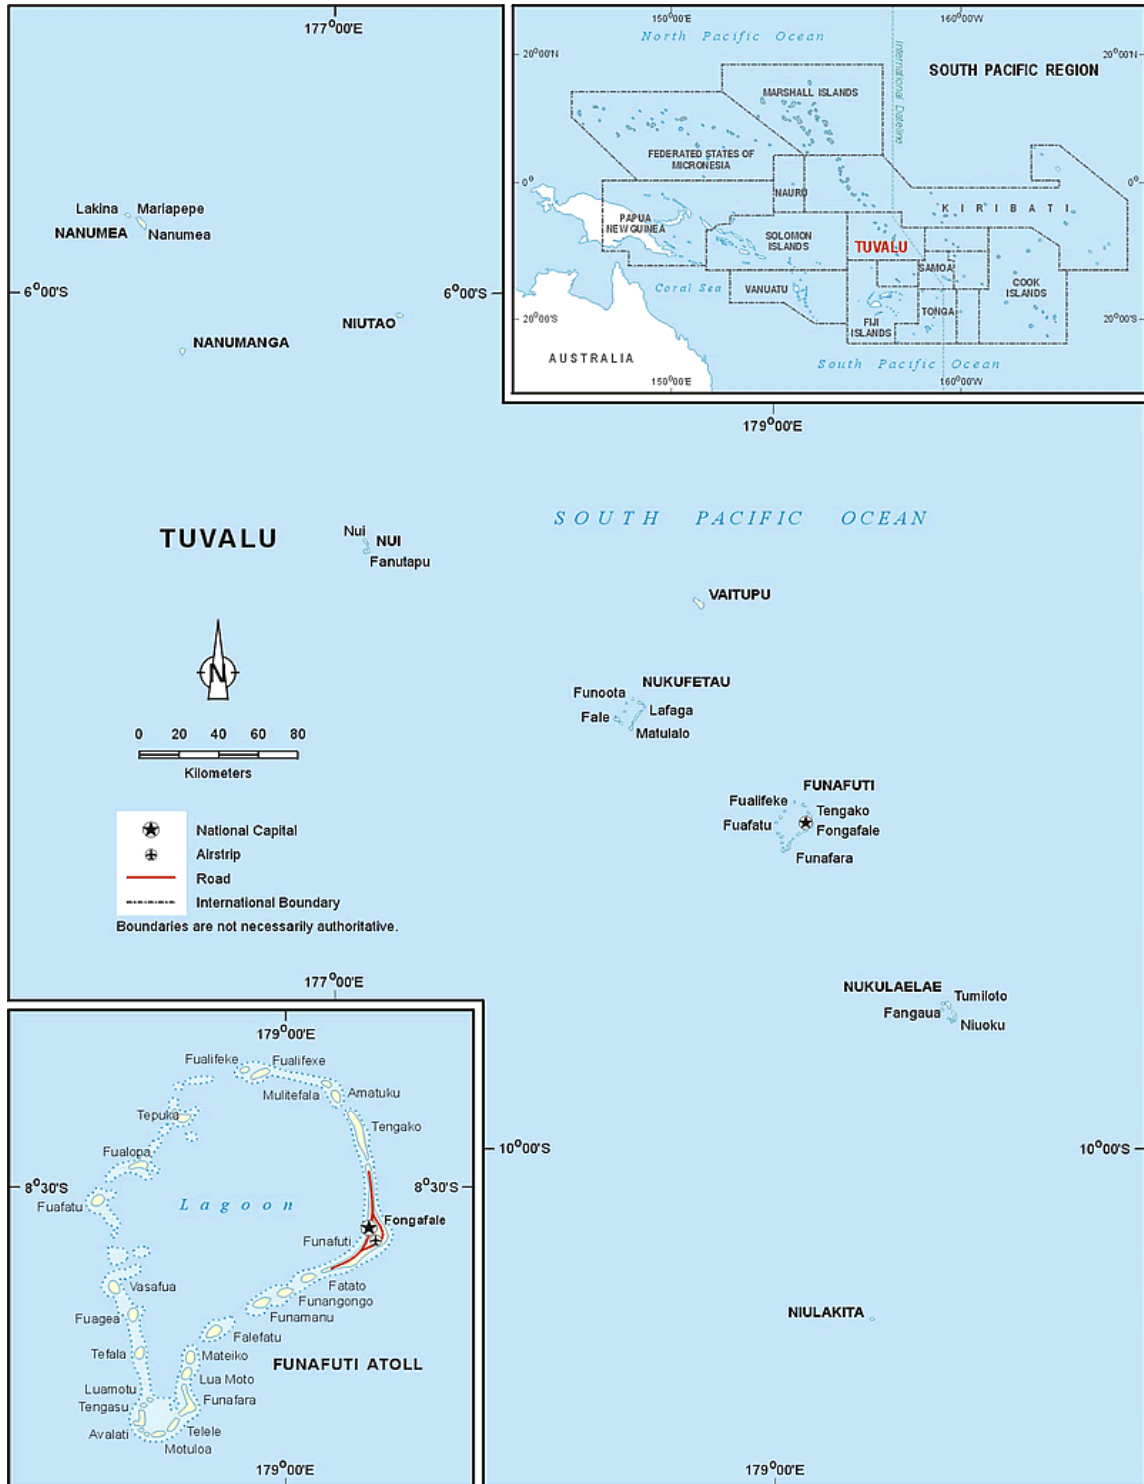 177°00'E
150°00'E
160°00'W
North Pacific Ocean
20°00'N
20°00'N
International Dateline
SOUTH PACIFIC REGION
MARSHALL ISLANDS
FEDERATED STATES OF
MICRONESIA
0°
0°
NAURU
KIRIBATI
PAPUA
NEW GUINEA
SOLOMON
ISLANDS
TUVALU
SAMOA
COOK
ISLANDS
Coral Sea
VANUATU
TONGA
FIJI
ISLANDS
20°00'S
20°00'S
AUSTRALIA
South Pacific Ocean
150°00'E
160°00'W
Lakina
Mariapepe
NANUMEA
Nanumea
6°00'S
6°00'S
NIUTAO
NANUMANGA
179°00'E
TUVALU
SOUTH PACIFIC OCEAN
Nui
NUI
Fanutapu
VAITUPU
N
NUKUFETAU
Funoota
Lafaga
Fale
Matulalo
0 20 40 60 80
Kilometers
FUNAFUTI
Fualifeke
Tengako
Fuafatu
Fongafale
Funafara
National Capital
Airstrip
Road
International Boundary
Boundaries are not necessarily authoritative.
177°00'E
NUKULAELAE
Tumiloto
Fangaua
Niuoku
179°00'E
Fualifeke
Fualifexe
Mulitefala
Amatuku
Tepuka
Tengako
Fualopa
10°00'S
10°00'S
8°30'S
8°30'S
Fuafatu
Lagoon
Fongafale
Funafuti
Vasafua
Fatato
Funangongo
Fuagea
Funamanu
Falefatu
NIULAKITA
Tefala
Mateiko
FUNAFUTI ATOLL
Lua Moto
Luamotu
Tengasu
Funafara
Avalati
Telele
Motuloa
179°00'E
179°00'E